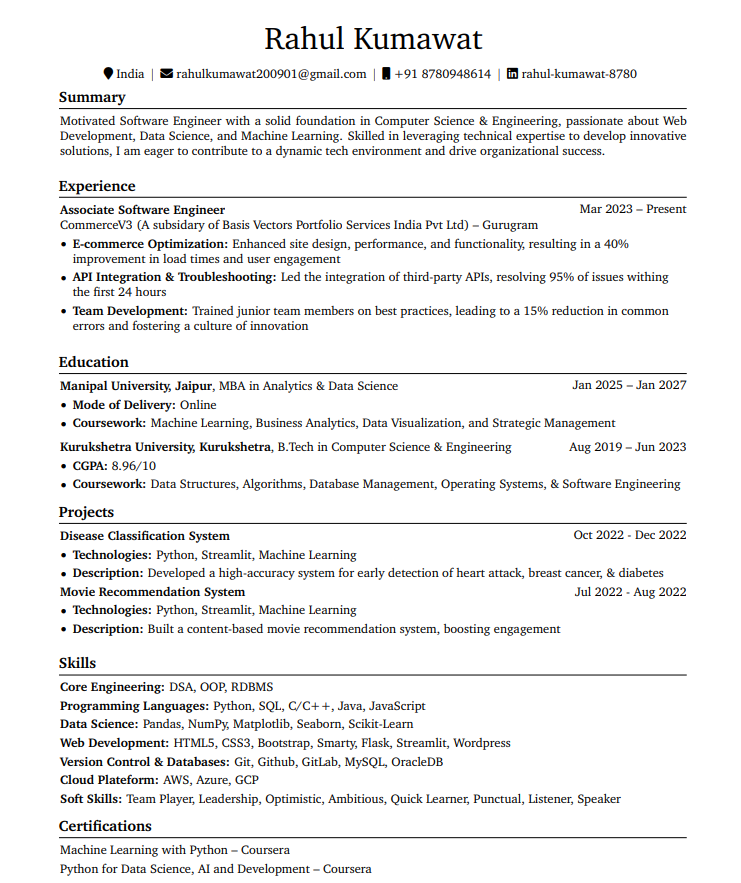 Rahul Kumawat
India | rahulkumawat200901@gmail.com | +91 8780948614 | rahul-kumawat-8780
Summary
Motivated Software Engineer with a solid foundation in Computer Science & Engineering, passionate about Web
Development, Data Science, and Machine Learning. Skilled in leveraging technical expertise to develop innovative
solutions, I am eager to contribute to a dynamic tech environment and drive organizational success.
Experience
Associate Software Engineer Mar 2023 – Present
CommerceV3 (A subsidary of Basis Vectors Portfolio Services India Pvt Ltd) – Gurugram
• E-commerce Optimization: Enhanced site design, performance, and functionality, resulting in a 40%
improvement in load times and user engagement
• API Integration & Troubleshooting: Led the integration of third-party APIs, resolving 95% of issues withing
the first 24 hours
• Team Development: Trained junior team members on best practices, leading to a 15% reduction in common
errors and fostering a culture of innovation
Education
Manipal University, Jaipur, MBA in Analytics & Data Science Jan 2025 – Jan 2027
• Mode of Delivery: Online
• Coursework: Machine Learning, Business Analytics, Data Visualization, and Strategic Management
Kurukshetra University, Kurukshetra, B.Tech in Computer Science & Engineering Aug 2019 – Jun 2023
• CGPA: 8.96/10
• Coursework: Data Structures, Algorithms, Database Management, Operating Systems, & Software Engineering
Projects
Disease Classification System Oct 2022 - Dec 2022
• Technologies: Python, Streamlit, Machine Learning
• Description: Developed a high-accuracy system for early detection of heart attack, breast cancer, & diabetes
Movie Recommendation System Jul 2022 - Aug 2022
• Technologies: Python, Streamlit, Machine Learning
• Description: Built a content-based movie recommendation system, boosting engagement
Skills
Core Engineering: DSA, OOP, RDBMS
Programming Languages: Python, SQL, C/C++, Java, JavaScript
Data Science: Pandas, NumPy, Matplotlib, Seaborn, Scikit-Learn
Web Development: HTML5, CSS3, Bootstrap, Smarty, Flask, Streamlit, Wordpress
Version Control & Databases: Git, Github, GitLab, MySQL, OracleDB
Cloud Plateform: AWS, Azure, GCP
Soft Skills: Team Player, Leadership, Optimistic, Ambitious, Quick Learner, Punctual, Listener, Speaker
Certifications
Machine Learning with Python – Coursera
Python for Data Science, AI and Development – Coursera